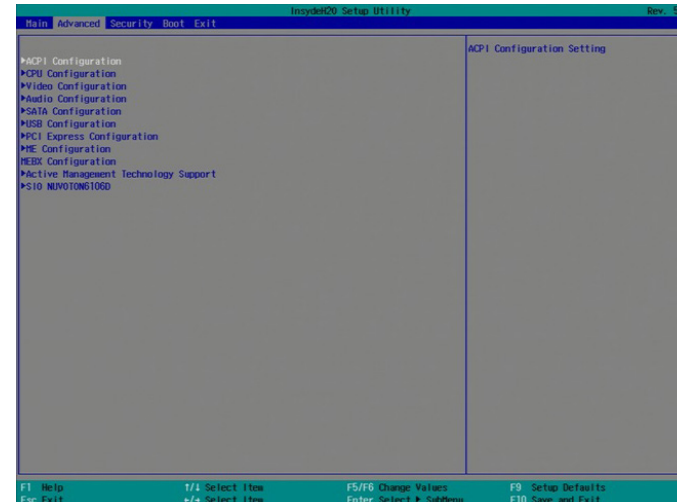 InsydeH20 Setup Utility Rev. 5
Main Advanced Security Boot Exit
ACPI Configuration Setting
▶ACPI Configuration
▶CPU Configuration
▶Video Configuration
▶Audio Configuration
▶SATA Configuration
▶USB Configuration
▶PCI Express Configuration
▶ME Configuration
MEBX Configuration
▶Active Management Technology Support
▶SIO NUVOTON6106D
F1 Help ↑/↓ Select Item F5/F6 Change Values F9 Setup Defaults
Esc Exit ←/→ Select Item Enter Select ▶ SubMenu F10 Save and Exit